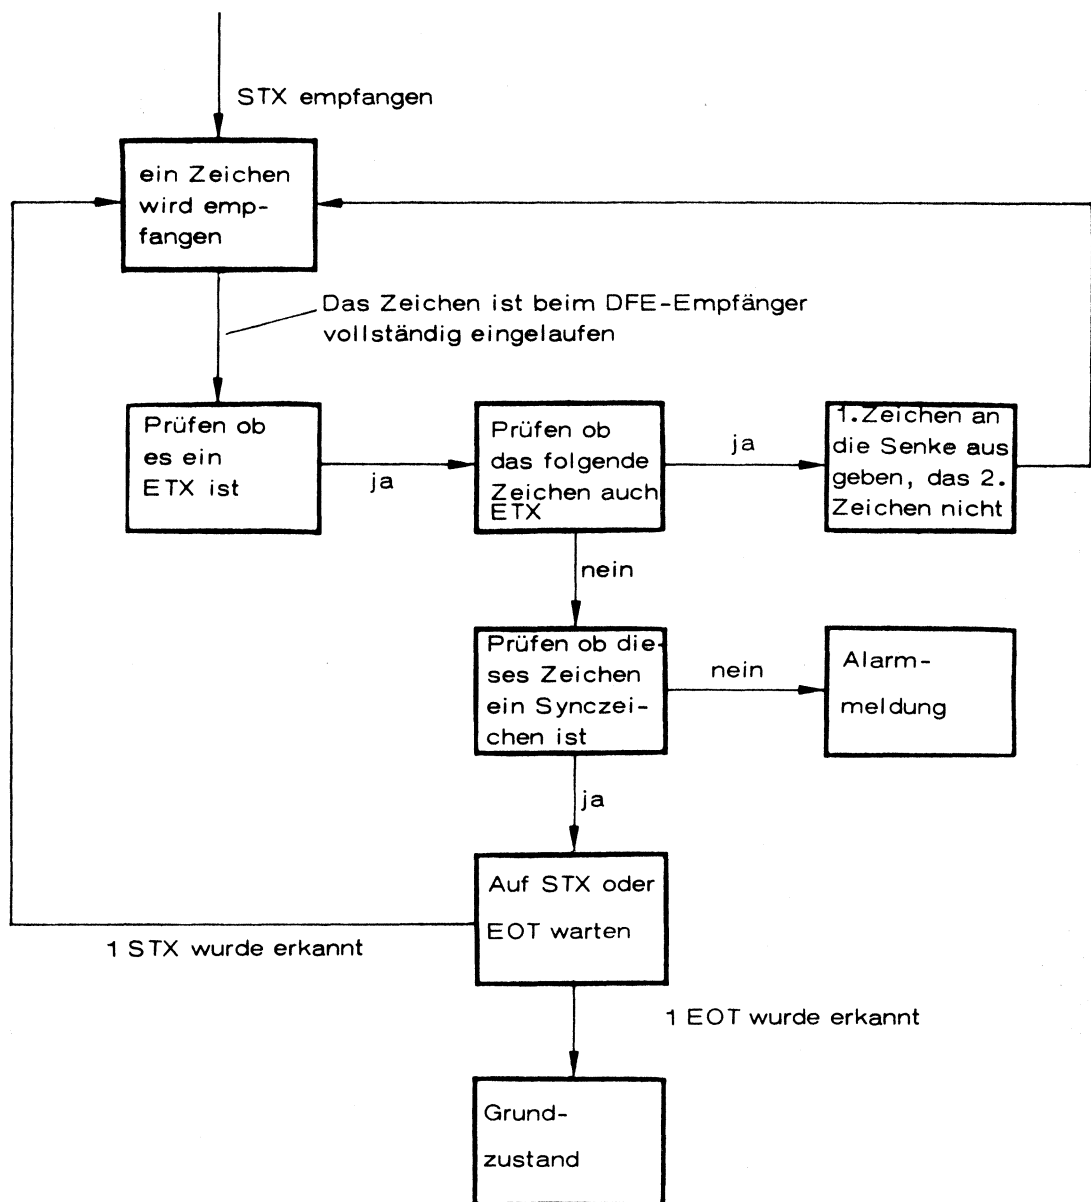 STX empfangen
ein Zeichen
wird emp-
fangen
Das Zeichen ist beim DFE-Empfänger
vollständig eingelaufen
Prüfen ob
es ein
ETX ist
ja
Prüfen ob
das folgende
Zeichen auch
ETX
ja
1.Zeichen an
die Senke aus
geben, das 2.
Zeichen nicht
nein
Prüfen ob die-
ses Zeichen
ein Synczei-
chen ist
nein
Alarm-
meldung
ja
Auf STX oder
EOT warten
1 STX wurde erkannt
1 EOT wurde erkannt
Grund-
zustand